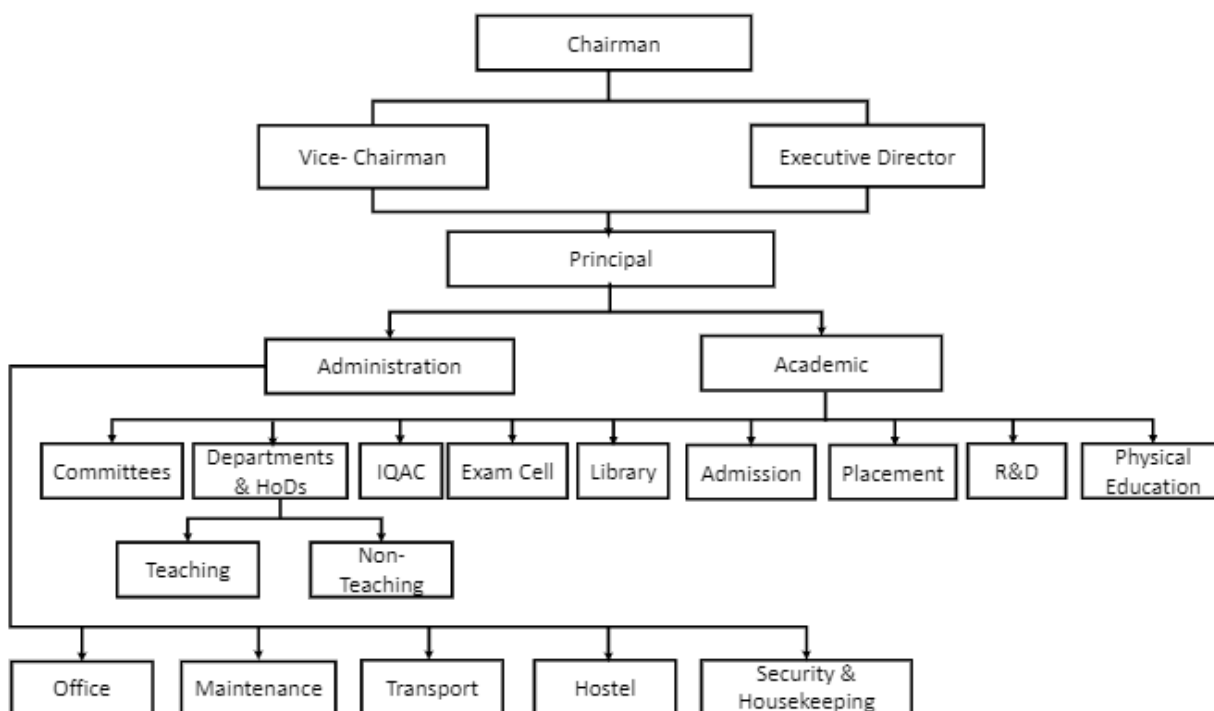 Chairman
Vice- Chairman
Executive Director
Principal
Administration
Academic
Committees
Departments
& HoDs
IQAC
Exam Cell
Library
Admission
Placement
R&D
Physical
Education
Teaching
Non-
Teaching
Office
Maintenance
Transport
Hostel
Security &
Housekeeping